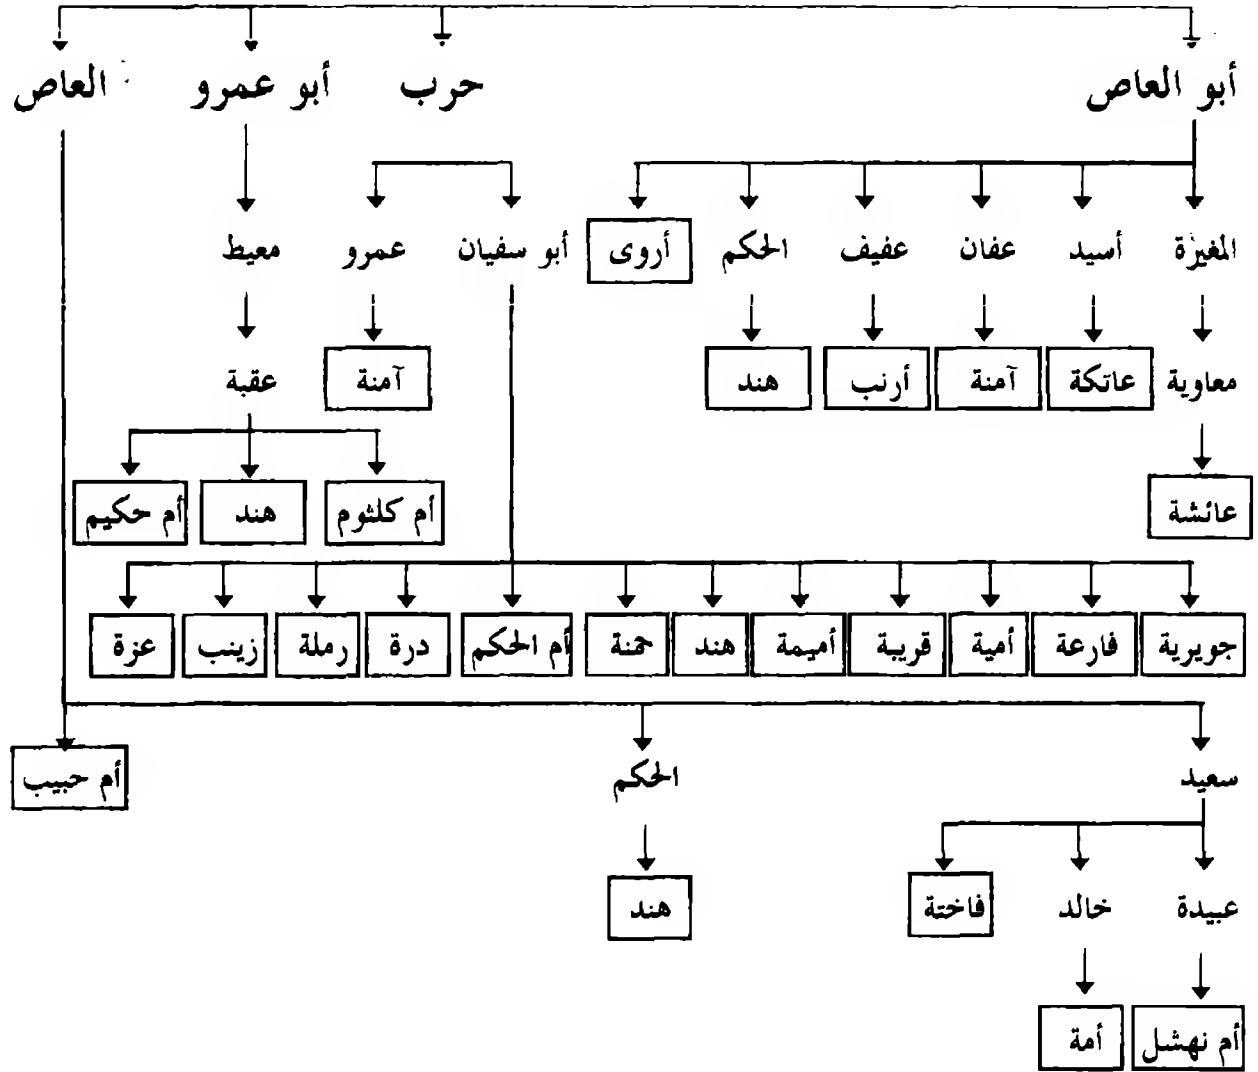 أبو العاص حرب أبو عمرو العاص
المغيرة أسيد عفان عفيف الحكم أروى أبو سفيان عمرو معيط
معاوية عاتكة آمنة أرنب هند آمنة عقبة
عائشة أم كلثوم هند أم حكيم
جويرية فارعة أمية قريبة أميمة هند حمنة أم الحكم درة رملة زينب عزة
سعيد الحكم أم حبيب
عبيدة خالد فاختة هند
أم نهشل أمة